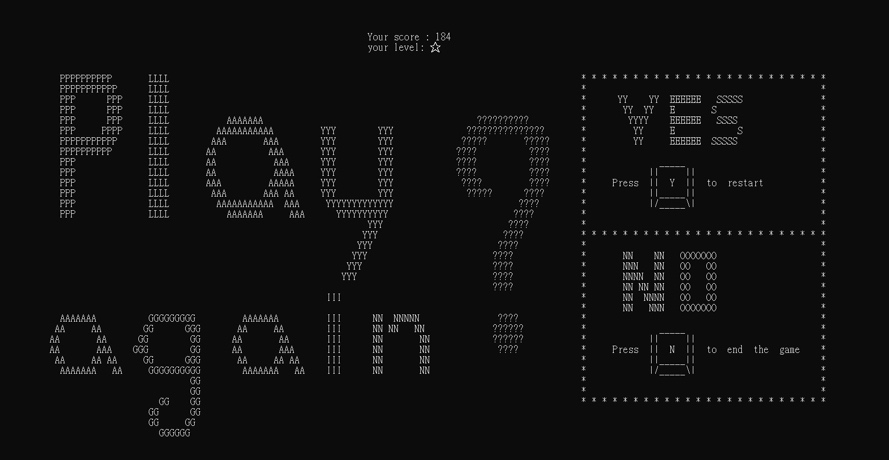 Your score : 184
your level: ☆
Play
again ?
YES
Press Y to restart
NO
Press N to end the game